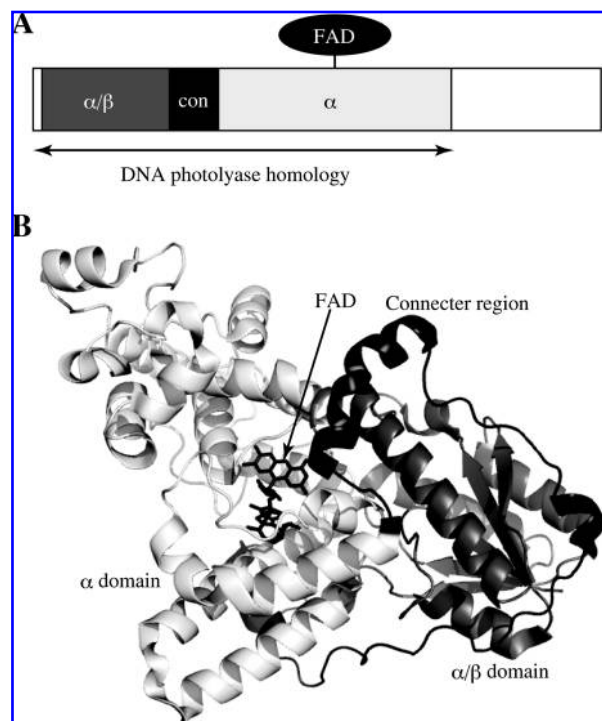 A
FAD
α/β con α
DNA photolyase homology
B
FAD
Connecter region
α domain
α/β domain